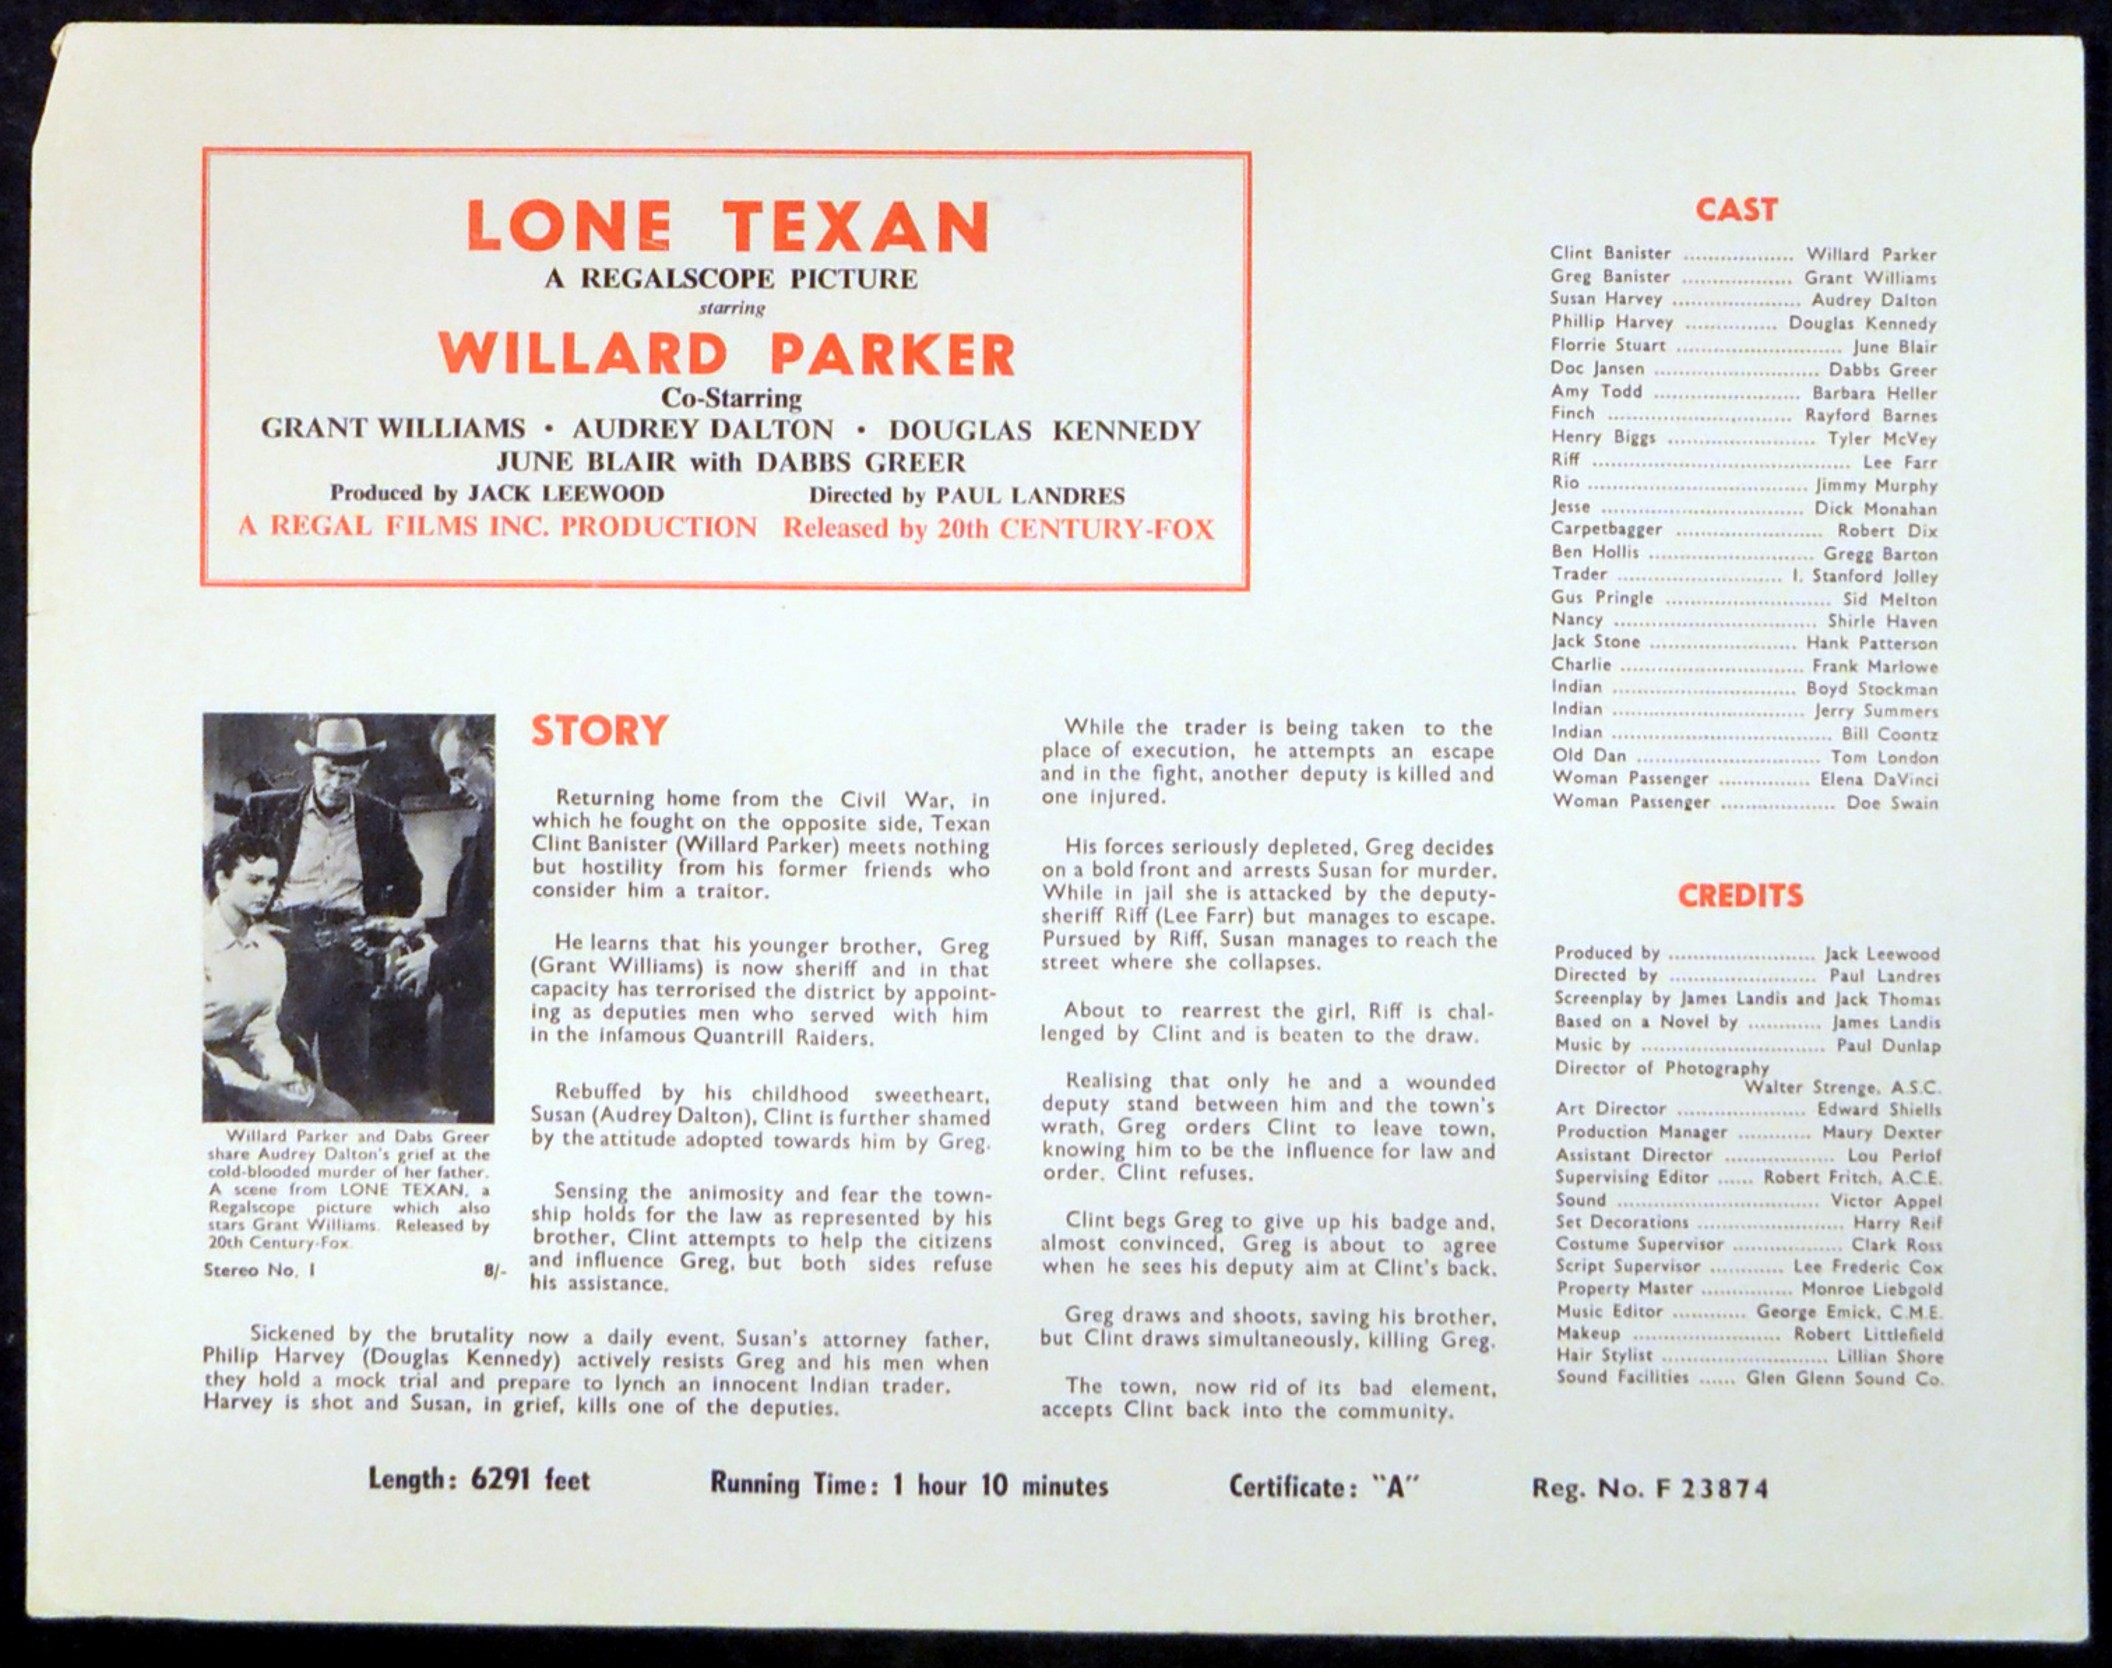 LONE TEXAN
A REGALSCOPE PICTURE
starring
WILLARD PARKER
Co-Starring
GRANT WILLIAMS • AUDREY DALTON • DOUGLAS KENNEDY
JUNE BLAIR with DABBS GREER
Produced by JACK LEEWOOD Directed by PAUL LANDRES
A REGAL FILMS INC. PRODUCTION Released by 20th CENTURY-FOX
Willard Parker and Dabs Greer
share Audrey Dalton's grief at the
cold-blooded murder of her father.
A scene from LONE TEXAN, a
Regalscope picture which also
stars Grant Williams. Released by
20th Century-Fox.
Stereo No. 1 8/-
STORY
Returning home from the Civil War, in
which he fought on the opposite side, Texan
Clint Banister (Willard Parker) meets nothing
but hostility from his former friends who
consider him a traitor.
He learns that his younger brother, Greg
(Grant Williams) is now sheriff and in that
capacity has terrorised the district by appoint-
ing as deputies men who served with him
in the infamous Quantrill Raiders.
Rebuffed by his childhood sweetheart,
Susan (Audrey Dalton), Clint is further shamed
by the attitude adopted towards him by Greg.
Sensing the animosity and fear the town-
ship holds for the law as represented by his
brother, Clint attempts to help the citizens
and influence Greg, but both sides refuse
his assistance.
Sickened by the brutality now a daily event, Susan's attorney father,
Philip Harvey (Douglas Kennedy) actively resists Greg and his men when
they hold a mock trial and prepare to lynch an innocent Indian trader.
Harvey is shot and Susan, in grief, kills one of the deputies.
While the trader is being taken to the
place of execution, he attempts an escape
and in the fight, another deputy is killed and
one injured.
His forces seriously depleted, Greg decides
on a bold front and arrests Susan for murder.
While in jail she is attacked by the deputy-
sheriff Riff (Lee Farr) but manages to escape.
Pursued by Riff, Susan manages to reach the
street where she collapses.
About to rearrest the girl, Riff is chal-
lenged by Clint and is beaten to the draw.
Realising that only he and a wounded
deputy stand between him and the town's
wrath, Greg orders Clint to leave town,
knowing him to be the influence for law and
order. Clint refuses.
Clint begs Greg to give up his badge and,
almost convinced, Greg is about to agree
when he sees his deputy aim at Clint's back.
Greg draws and shoots, saving his brother,
but Clint draws simultaneously, killing Greg.
The town, now rid of its bad element,
accepts Clint back into the community.
CAST
Clint Banister .................. Willard Parker
Greg Banister .................. Grant Williams
Susan Harvey .................... Audrey Dalton
Phillip Harvey ............... Douglas Kennedy
Florrie Stuart .......................... June Blair
Doc Jansen .......................... Dabbs Greer
Amy Todd ....................... Barbara Heller
Finch ............................. Rayford Barnes
Henry Biggs ....................... Tyler McVey
Riff ......................................... Lee Farr
Rio ................................... Jimmy Murphy
Jesse ................................ Dick Monahan
Carpetbagger ....................... Robert Dix
Ben Hollis .......................... Gregg Barton
Trader .......................... I. Stanford Jolley
Gus Pringle .......................... Sid Melton
Nancy ................................ Shirle Haven
Jack Stone ....................... Hank Patterson
Charlie ............................. Frank Marlowe
Indian ............................. Boyd Stockman
Indian .............................. Jerry Summers
Indian ................................... Bill Coontz
Old Dan ............................. Tom London
Woman Passenger .............. Elena DaVinci
Woman Passenger .................. Doe Swain
CREDITS
Produced by ....................... Jack Leewood
Directed by ....................... Paul Landres
Screenplay by James Landis and Jack Thomas
Based on a Novel by ............ James Landis
Music by ............................. Paul Dunlap
Director of Photography
Walter Strenge, A.S.C.
Art Director .................... Edward Shiells
Production Manager ............ Maury Dexter
Assistant Director ................. Lou Perlof
Supervising Editor ...... Robert Fritch, A.C.E.
Sound ................................ Victor Appel
Set Decorations ....................... Harry Reif
Costume Supervisor ................. Clark Ross
Script Supervisor ............ Lee Frederic Cox
Property Master .............. Monroe Liebgold
Music Editor ............ George Emick, C.M.E.
Makeup ....................... Robert Littlefield
Hair Stylist .......................... Lillian Shore
Sound Facilities ...... Glen Glenn Sound Co.
Length: 6291 feet Running Time: 1 hour 10 minutes Certificate: "A" Reg. No. F 23874